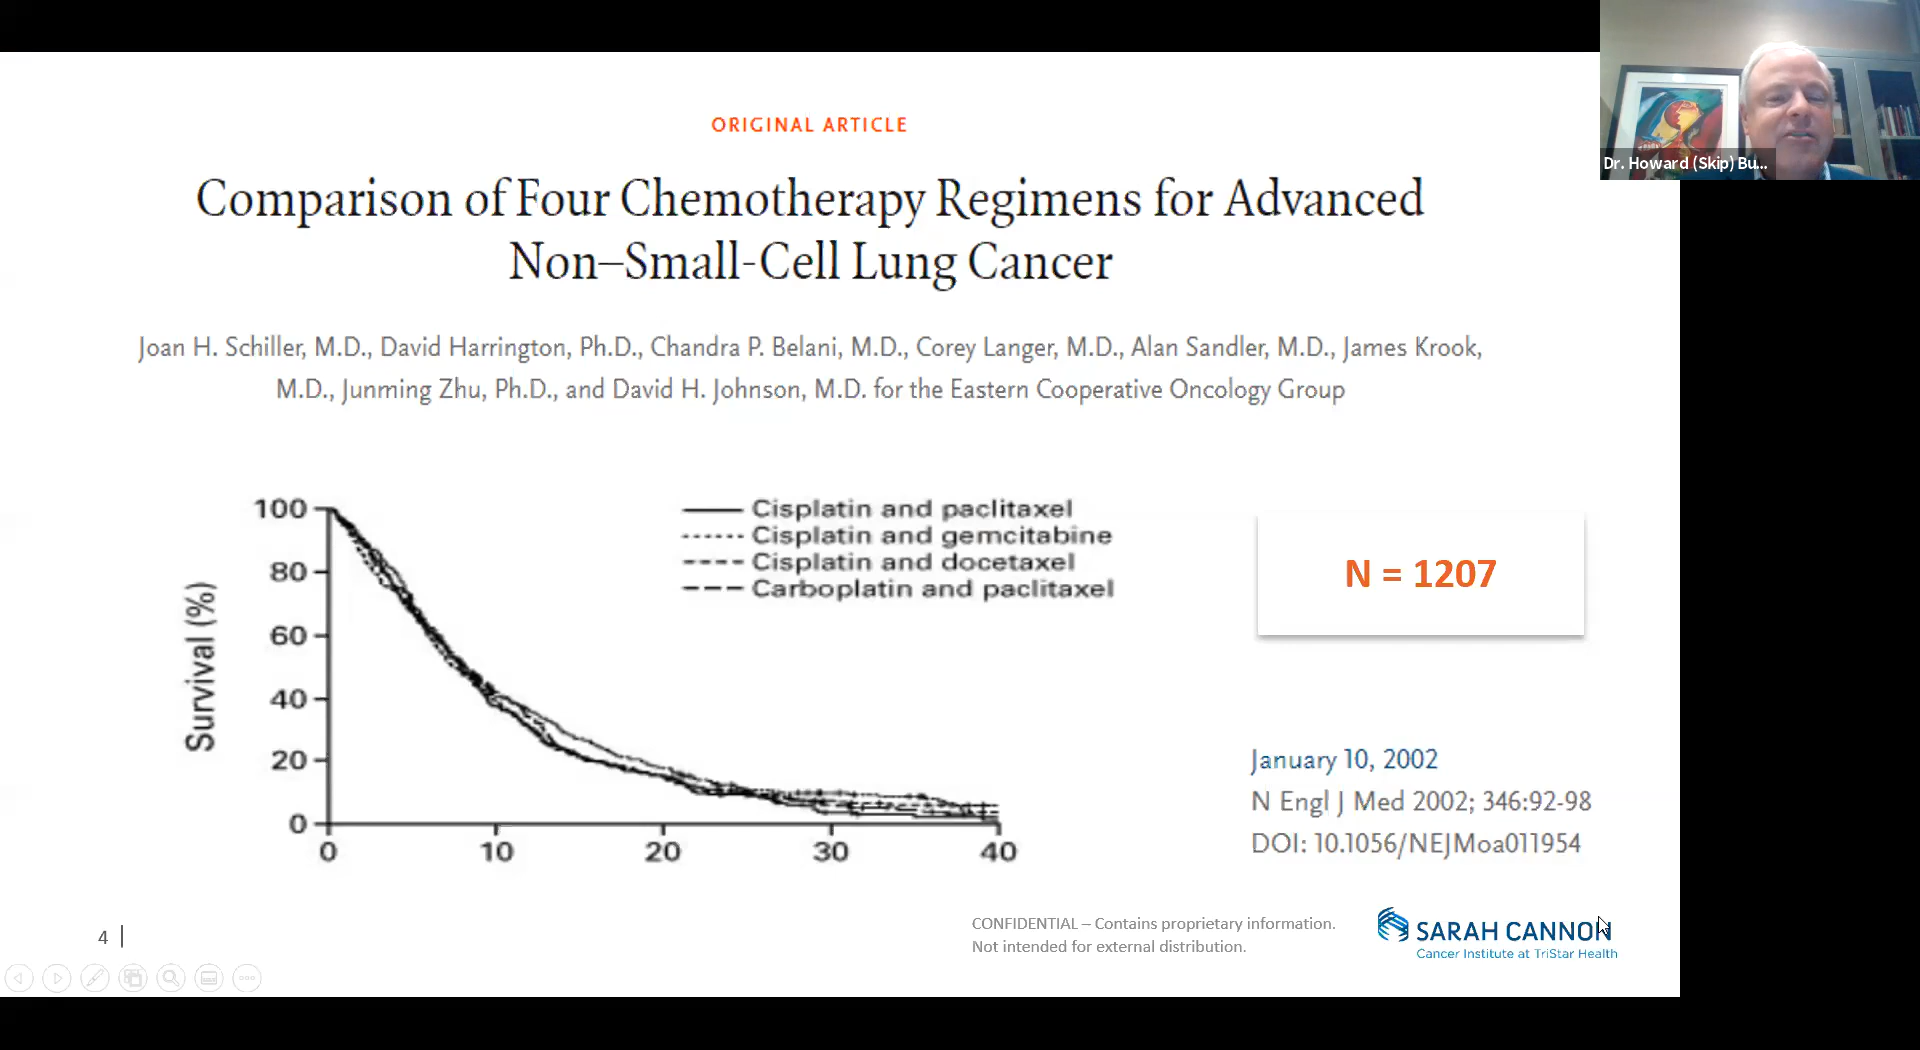 ORIGINAL ARTICLE
Comparison of Four Chemotherapy Regimens for Advanced
Non–Small-Cell Lung Cancer
Joan H. Schiller, M.D., David Harrington, Ph.D., Chandra P. Belani, M.D., Corey Langer, M.D., Alan Sandler, M.D., James Krook,
M.D., Junming Zhu, Ph.D., and David H. Johnson, M.D. for the Eastern Cooperative Oncology Group
Dr. Howard (Skip) Bu...
Survival (%)
100
80
60
40
20
0
0 10 20 30 40
Cisplatin and paclitaxel
Cisplatin and gemcitabine
Cisplatin and docetaxel
Carboplatin and paclitaxel
N = 1207
January 10, 2002
N Engl J Med 2002; 346:92-98
DOI: 10.1056/NEJMoa011954
4
CONFIDENTIAL – Contains proprietary information.
Not intended for external distribution.
SARAH CANNON
Cancer Institute at TriStar Health